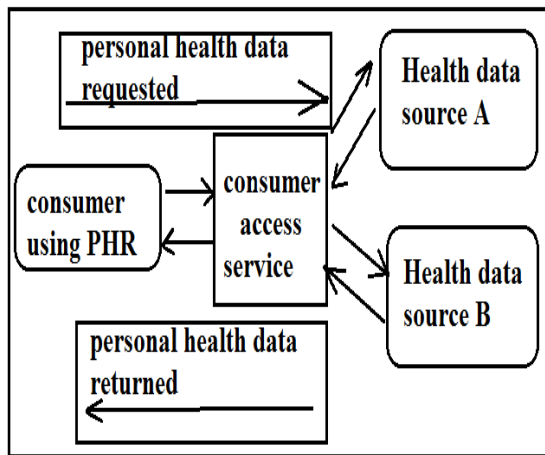 personal health data
requested
Health data
source A
consumer
using PHR
consumer
access
service
Health data
source B
personal health data
returned